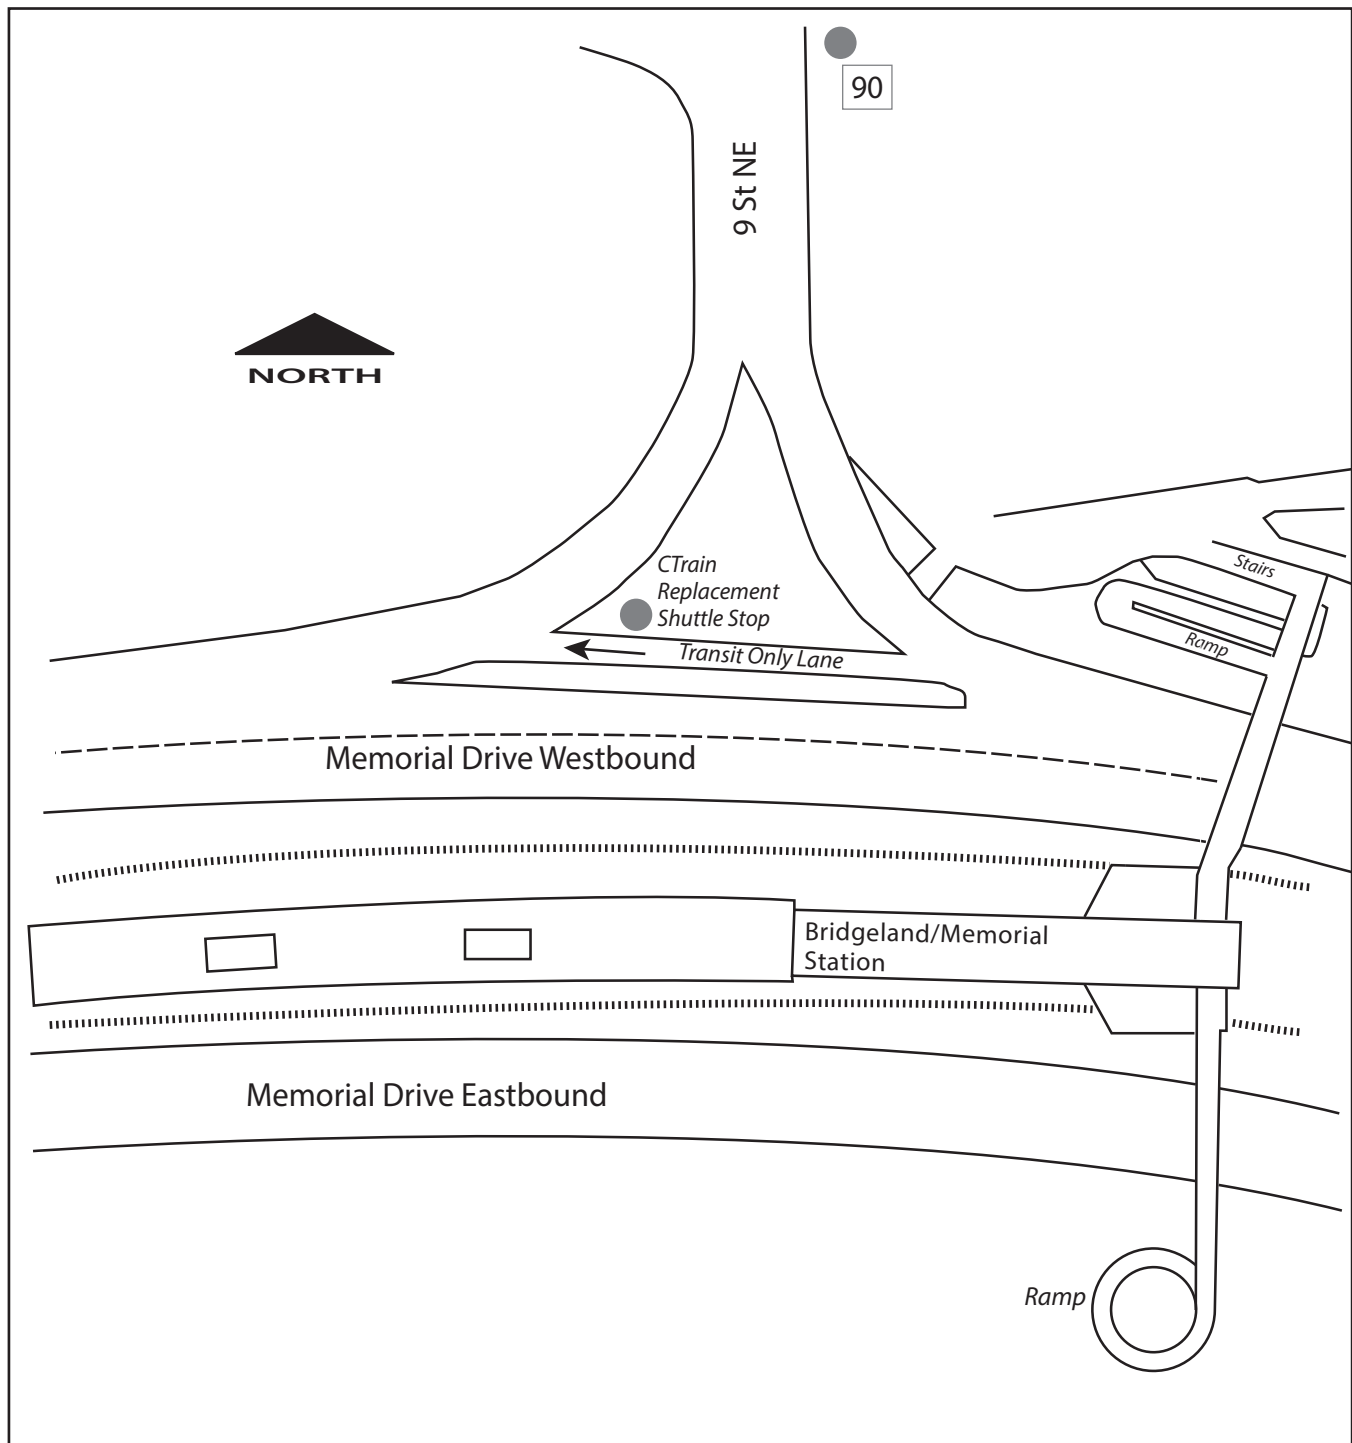 90
9 St NE
NORTH
CTrain
Replacement
Shuttle Stop
Stairs
Ramp
Transit Only Lane
Memorial Drive Westbound
Bridgeland/Memorial
Station
Memorial Drive Eastbound
Ramp